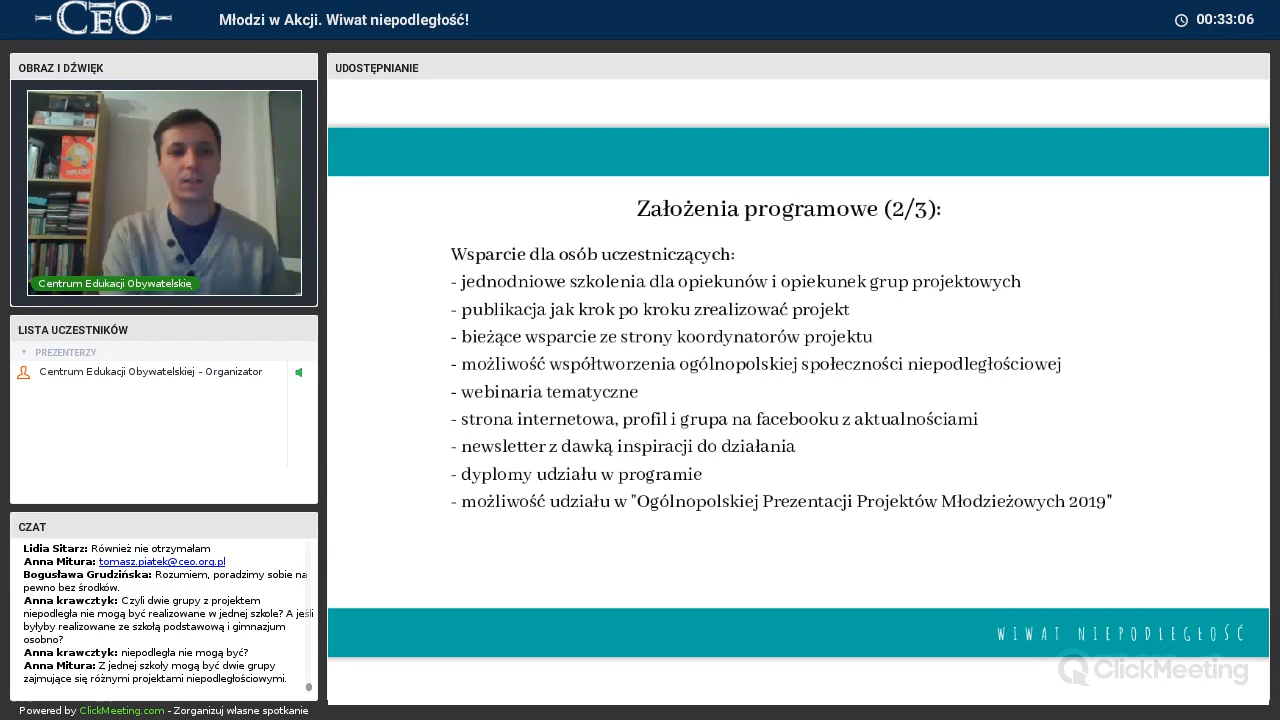 CEO
Młodzi w Akcji. Wiwat niepodległość!
00:33:06
OBRAZ I DŹWIĘK
Centrum Edukacji Obywatelskiej
LISTA UCZESTNIKÓW
PREZENTERZY
Centrum Edukacji Obywatelskiej - Organizator
CZAT
Lidia Sitarz: Również nie otrzymałam
Anna Mitura: tomasz.piatek@ceo.org.pl
Bogusława Grudzińska: Rozumiem, poradzimy sobie na
pewno bez środków.
Anna krawcztyk: Czyli dwie grupy z projektem
niepodległa nie mogą być realizowane w jednej szkole? A jeśli
byłyby realizowane ze szkołą podstawową i gimnazjum
osobno?
Anna krawcztyk: niepodległa nie mogą być?
Anna Mitura: Z jednej szkoły mogą być dwie grupy
zajmujące się różnymi projektami niepodległościowymi.
Powered by ClickMeeting.com - Zorganizuj własne spotkanie
UDOSTĘPNIANIE
Założenia programowe (2/3):
Wsparcie dla osób uczestniczących:
- jednodniowe szkolenia dla opiekunów i opiekunek grup projektowych
- publikacja jak krok po kroku zrealizować projekt
- bieżące wsparcie ze strony koordynatorów projektu
- możliwość współtworzenia ogólnopolskiej społeczności niepodległościowej
- webinaria tematyczne
- strona internetowa, profil i grupa na facebooku z aktualnościami
- newsletter z dawką inspiracji do działania
- dyplomy udziału w programie
- możliwość udziału w "Ogólnopolskiej Prezentacji Projektów Młodzieżowych 2019"
WIWAT NIEPODLEGŁOŚĆ
ClickMeeting